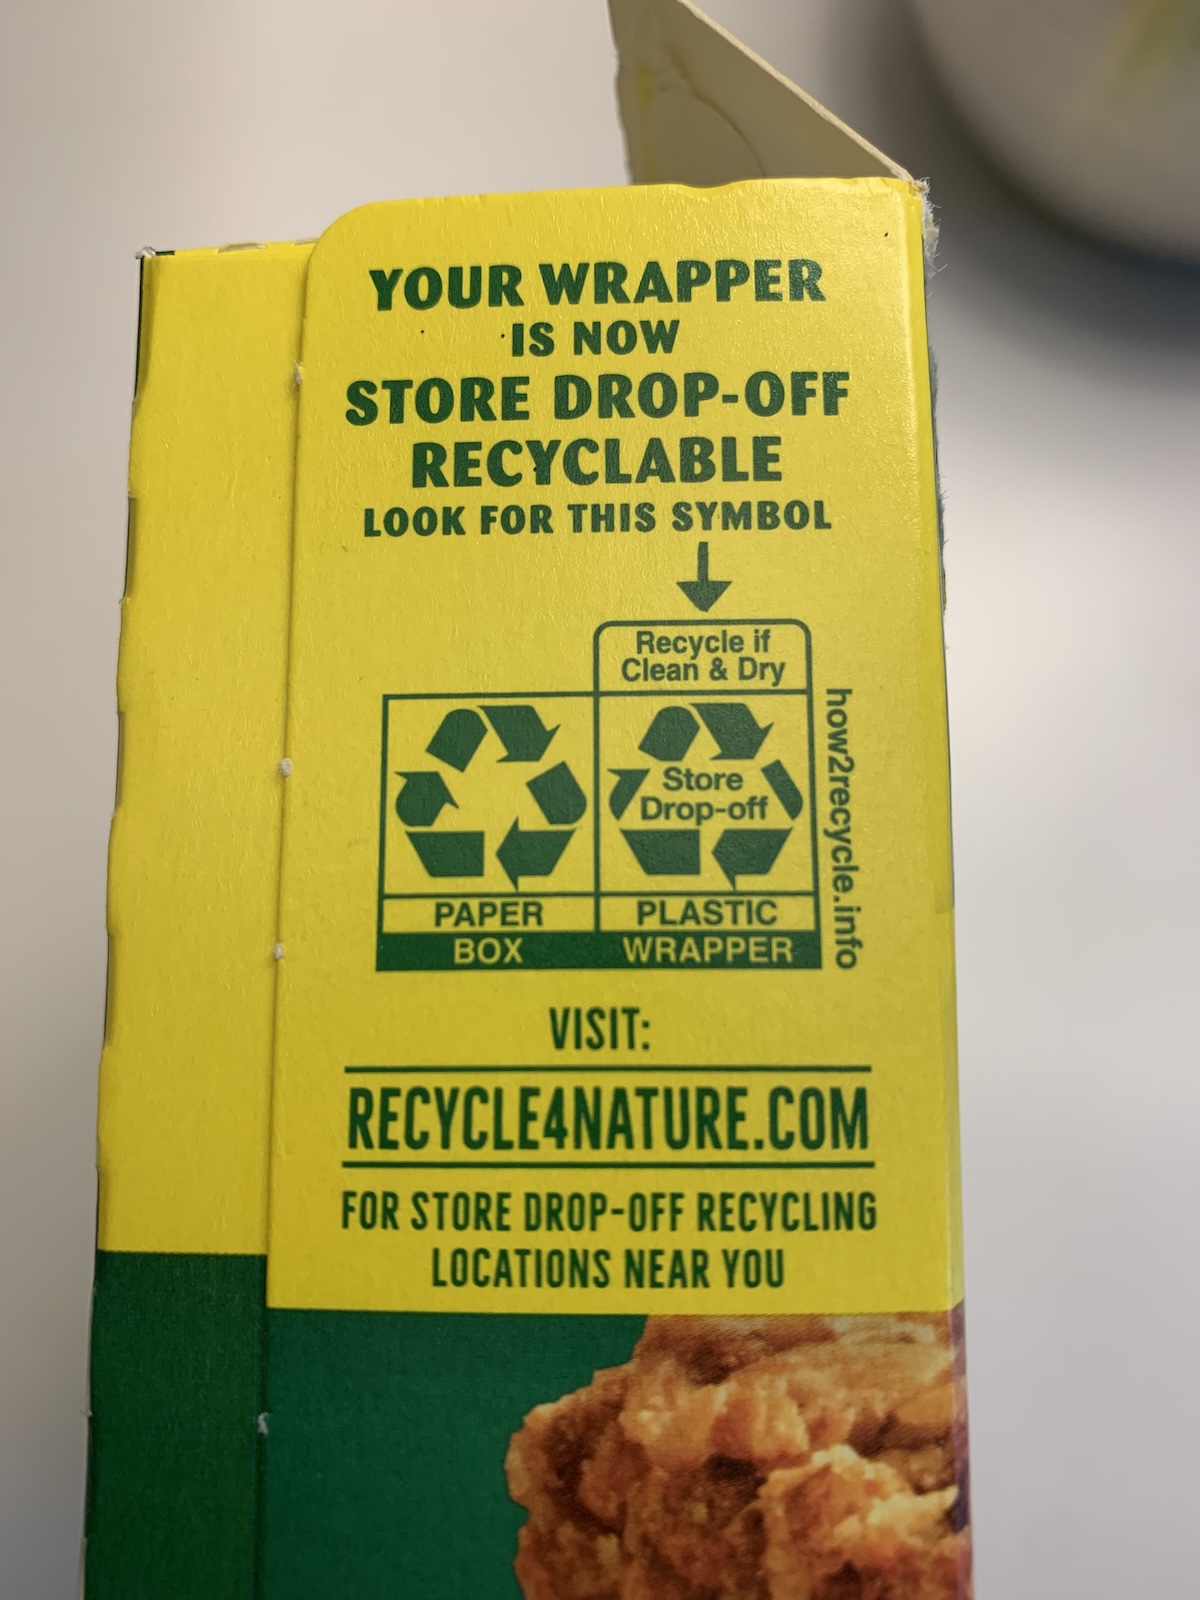 YOUR WRAPPER
IS NOW
STORE DROP-OFF
RECYCLABLE
LOOK FOR THIS SYMBOL
Recycle if
Clean & Dry
Store
Drop-off
PAPER
BOX
PLASTIC
WRAPPER
how2recycle.info
VISIT:
RECYCLE4NATURE.COM
FOR STORE DROP-OFF RECYCLING
LOCATIONS NEAR YOU